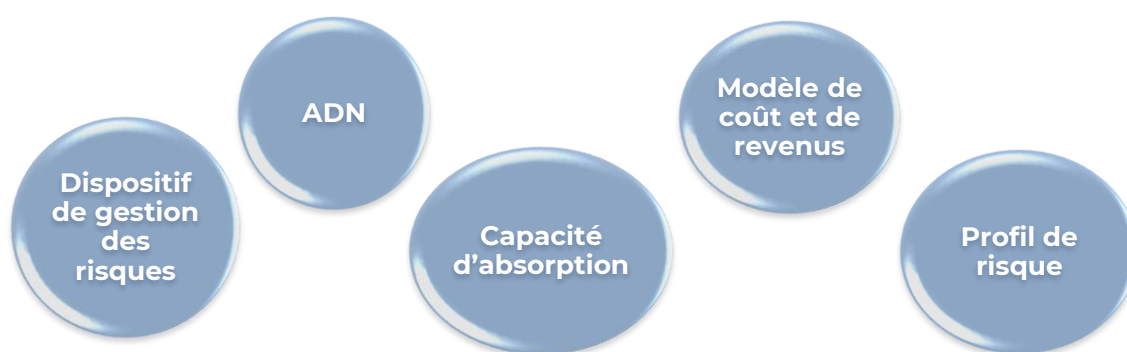 Dispositif
de gestion
des
risques
ADN
Capacité
d'absorption
Modèle de
coût et de
revenus
Profil de
risque